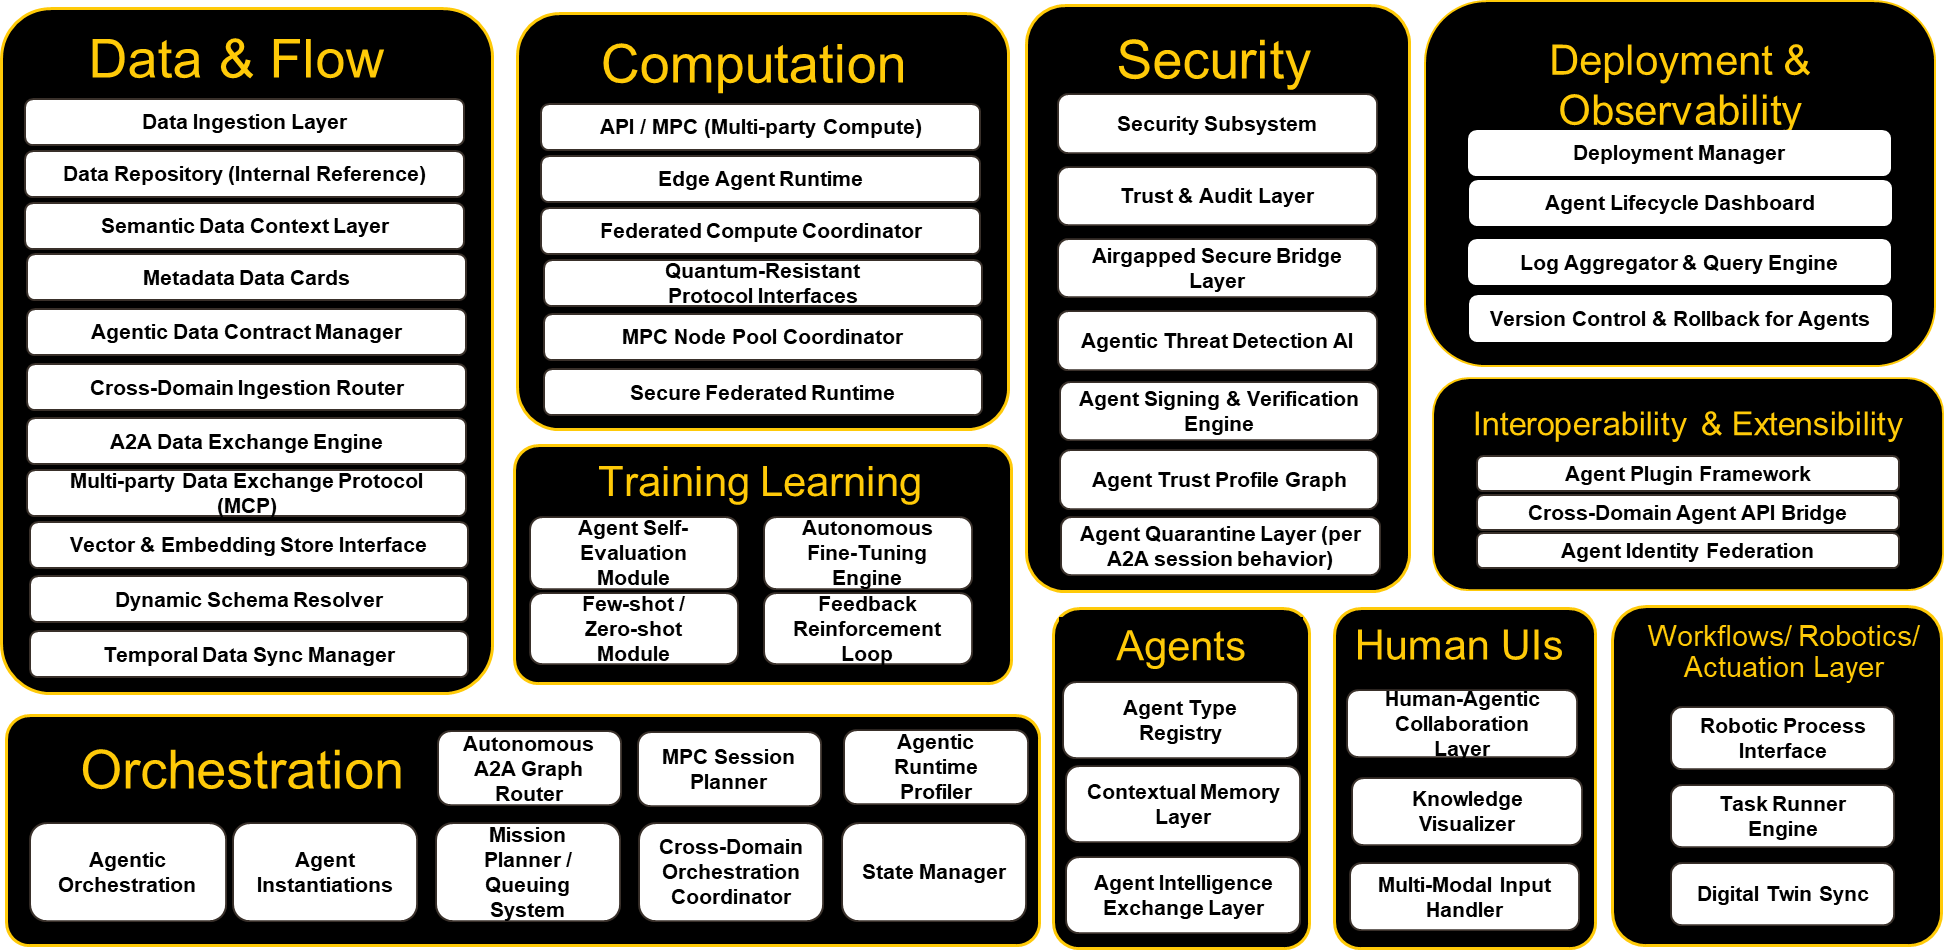 Data & Flow
Data Ingestion Layer
Data Repository (Internal Reference)
Semantic Data Context Layer
Metadata Data Cards
Agentic Data Contract Manager
Cross-Domain Ingestion Router
A2A Data Exchange Engine
Multi-party Data Exchange Protocol
(MCP)
Vector & Embedding Store Interface
Dynamic Schema Resolver
Temporal Data Sync Manager
Computation
API / MPC (Multi-party Compute)
Edge Agent Runtime
Federated Compute Coordinator
Quantum-Resistant
Protocol Interfaces
MPC Node Pool Coordinator
Secure Federated Runtime
Training Learning
Agent Self-
Evaluation
Module
Autonomous
Fine-Tuning
Engine
Few-shot /
Zero-shot
Module
Feedback
Reinforcement
Loop
Security
Security Subsystem
Trust & Audit Layer
Airgapped Secure Bridge
Layer
Agentic Threat Detection AI
Agent Signing & Verification
Engine
Agent Trust Profile Graph
Agent Quarantine Layer (per
A2A session behavior)
Deployment &
Observability
Deployment Manager
Agent Lifecycle Dashboard
Log Aggregator & Query Engine
Version Control & Rollback for Agents
Interoperability & Extensibility
Agent Plugin Framework
Cross-Domain Agent API Bridge
Agent Identity Federation
Orchestration
Autonomous
A2A Graph
Router
MPC Session
Planner
Agentic
Runtime
Profiler
Agentic
Orchestration
Agent
Instantiations
Mission
Planner /
Queuing
System
Cross-Domain
Orchestration
Coordinator
State Manager
Agents
Agent Type
Registry
Contextual Memory
Layer
Agent Intelligence
Exchange Layer
Human UIs
Human-Agentic
Collaboration
Layer
Knowledge
Visualizer
Multi-Modal Input
Handler
Workflows/ Robotics/
Actuation Layer
Robotic Process
Interface
Task Runner
Engine
Digital Twin Sync